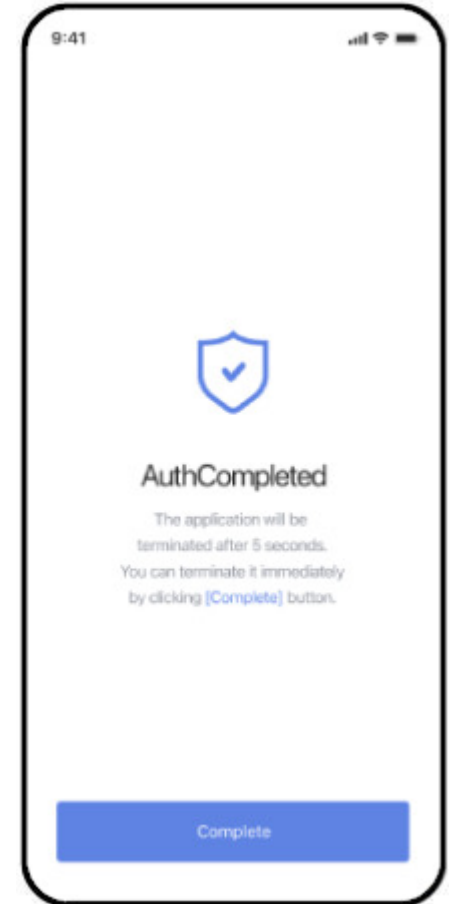 9:41
AuthCompleted
The application will be
terminated after 5 seconds.
You can terminate it immediately
by clicking [Complete] button.
Complete